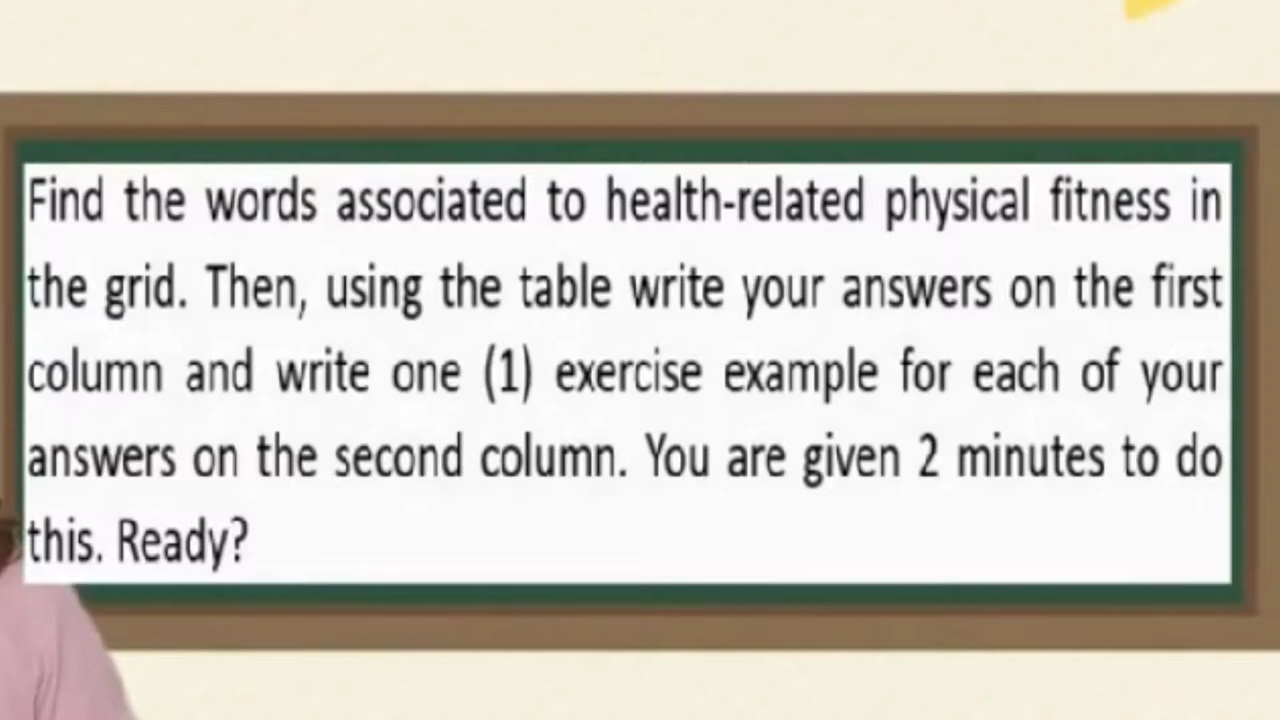 Find the words associated to health-related physical fitness in
the grid. Then, using the table write your answers on the first
column and write one (1) exercise example for each of your
answers on the second column. You are given 2 minutes to do
this. Ready?